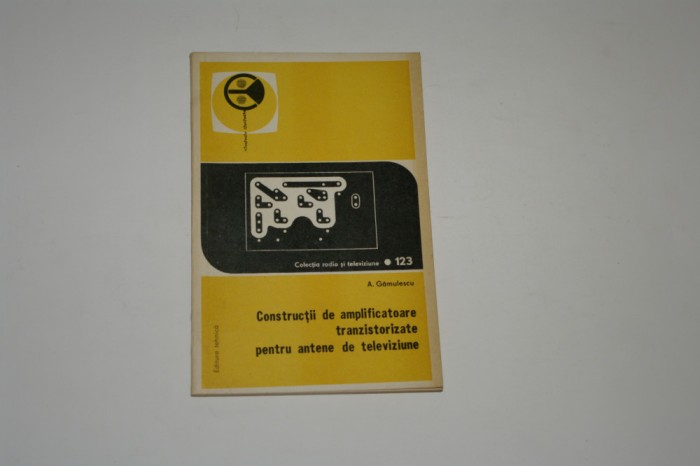 Colecția radio și televiziune • 123
A. Gămulescu
Construcții de amplificatoare
tranzistorizate
pentru antene de televiziune
Editura tehnică